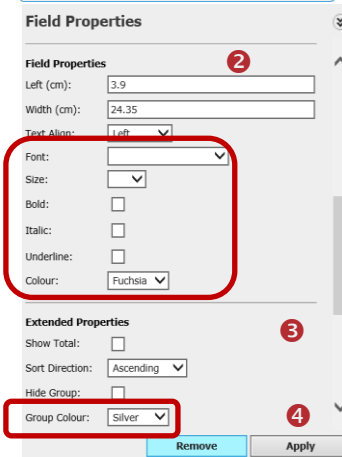 Field Properties
Field Properties 2
Left (cm): 3.9
Width (cm): 24.35
Text Align: Left
Font:
Size:
Bold:
Italic:
Underline:
Colour: Fuchsia
Extended Properties
Show Total: 3
Sort Direction: Ascending
Hide Group:
Group Colour: Silver 4
Remove Apply